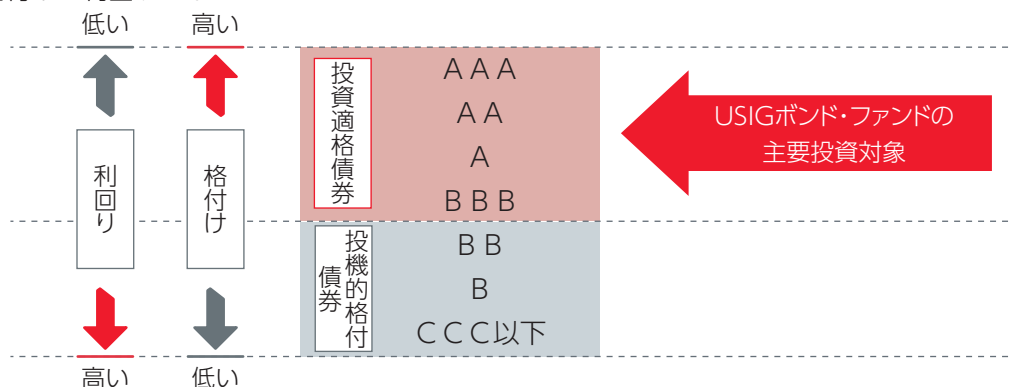 低い
高い
利回り
格付け
高い
低い
投資適格債券
AAA
AA
A
BBB
投機的格付
債券
BB
B
CCC以下
USIGボンド・ファンドの
主要投資対象